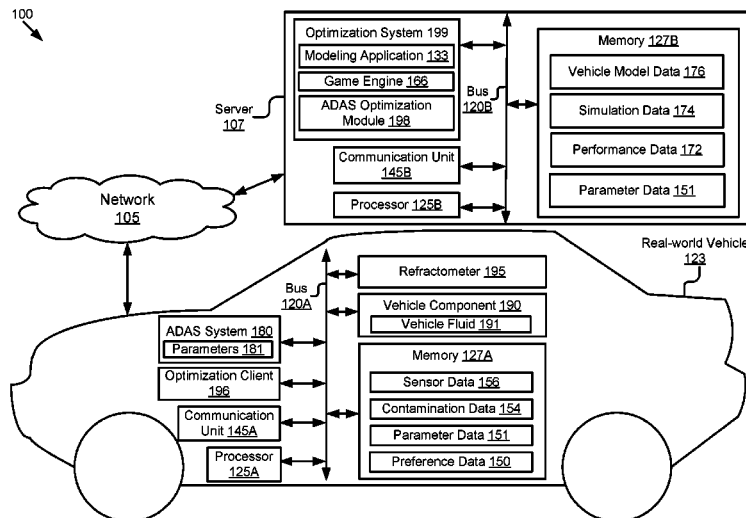 100
Optimization System 199
Modeling Application 133
Game Engine 166
ADAS Optimization
Module 198
Server
107
Communication Unit
145B
Processor 125B
Bus
120B
Memory 127B
Vehicle Model Data 176
Simulation Data 174
Performance Data 172
Parameter Data 151
Network
105
Real-world Vehicle
123
Bus
120A
ADAS System 180
Parameters 181
Optimization Client
196
Communication
Unit 145A
Processor
125A
Refractometer 195
Vehicle Component 190
Vehicle Fluid 191
Memory 127A
Sensor Data 156
Contamination Data 154
Parameter Data 151
Preference Data 150